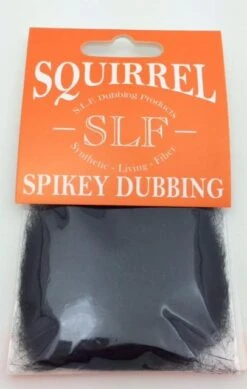 SQUIRREL
S.L.F. Dubbing Products
- SLF -
Synthetic - Living - Fibre
SPIKEY DUBBING